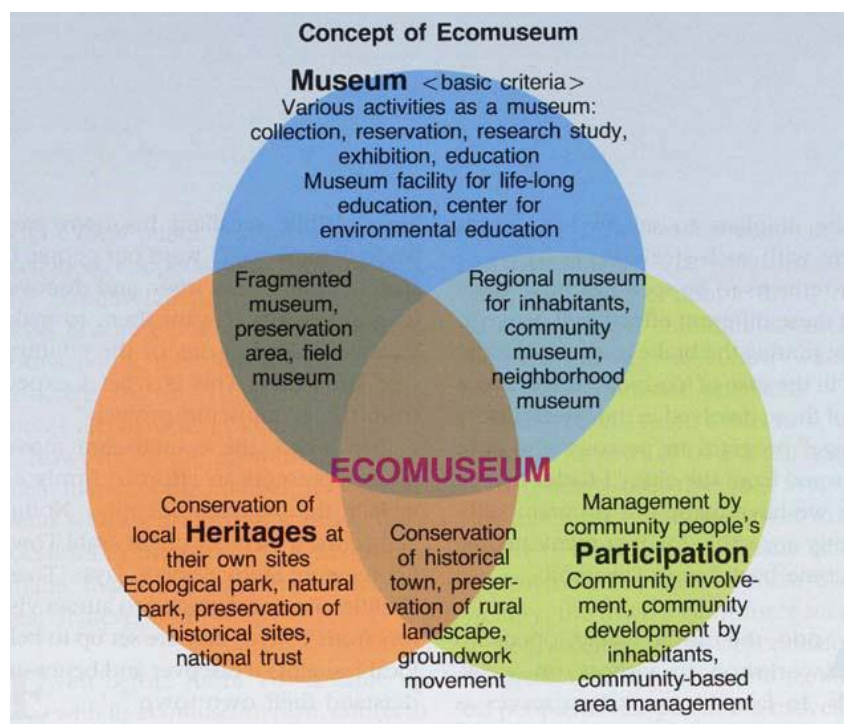 Concept of Ecomuseum
Museum <basic criteria>
Various activities as a museum:
collection, reservation, research study,
exhibition, education
Museum facility for life-long
education, center for
environmental education
Fragmented
museum,
preservation
area, field
museum
Regional museum
for inhabitants,
community
museum,
neighborhood
museum
ECOMUSEUM
Conservation of
local Heritages at
their own sites
Ecological park, natural
park, preservation of
historical sites,
national trust
Conservation
of historical
town, preser-
vation of rural
landscape,
groundwork
movement
Management by
community people's
Participation
Community involve-
ment, community
development by
inhabitants,
community-based
area management